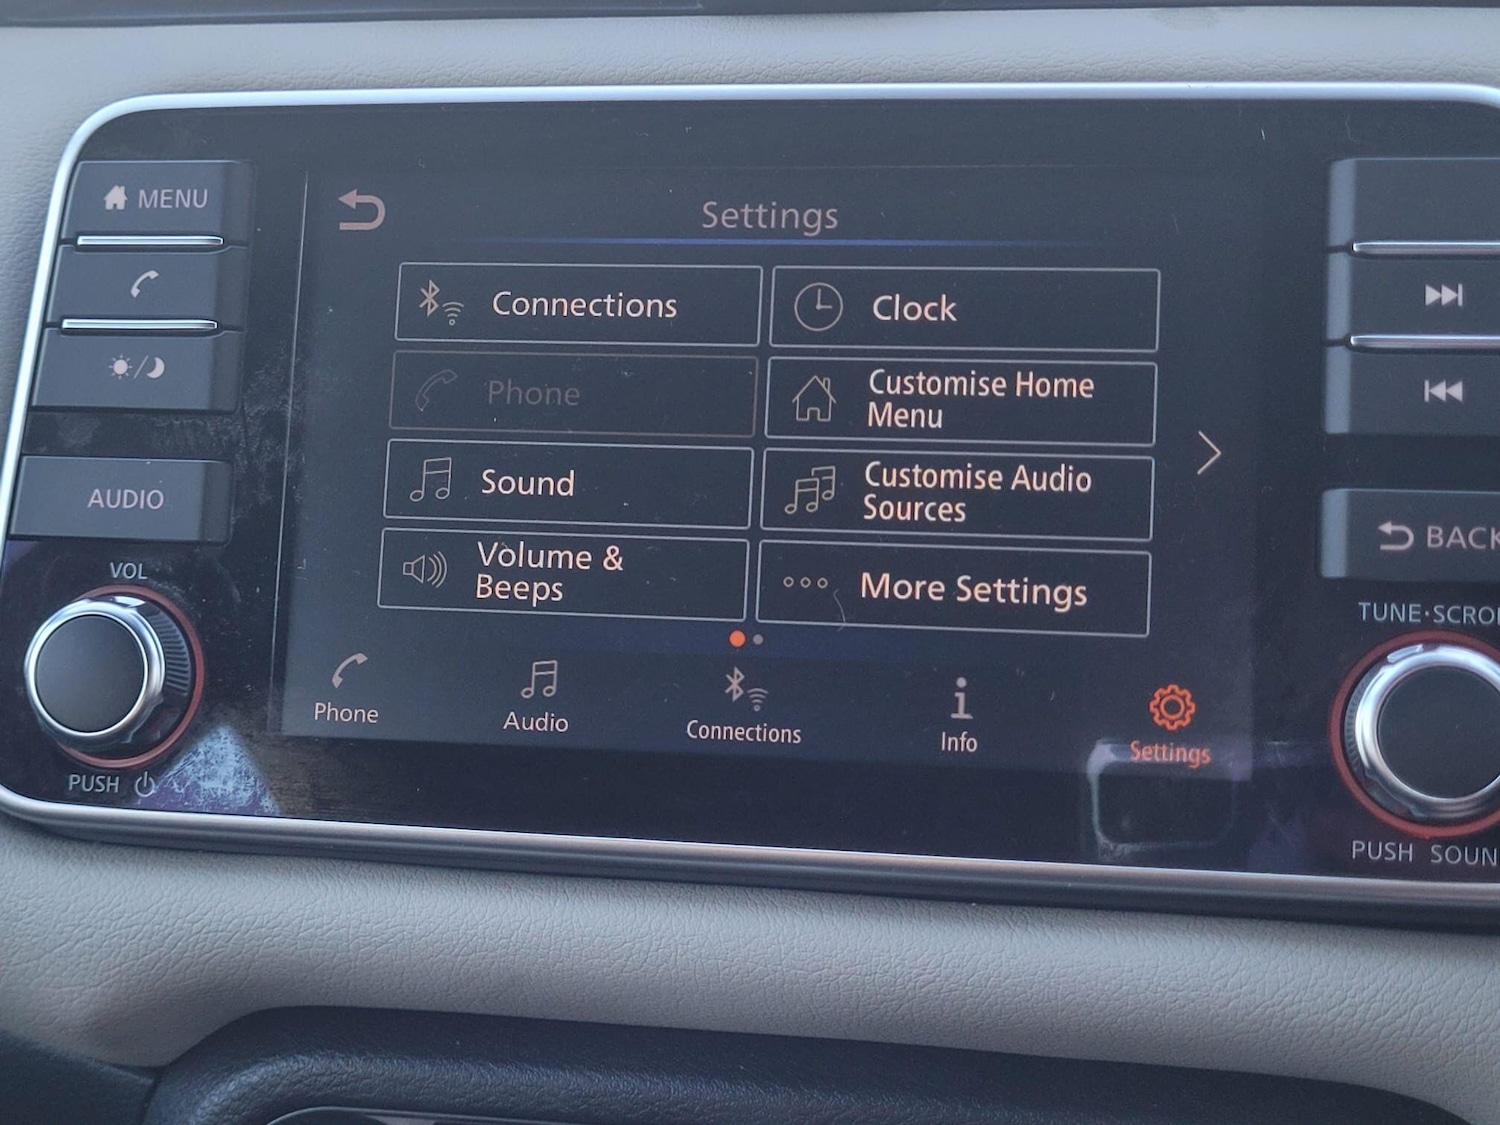 MENU
AUDIO
VOL
PUSH
Settings
Connections
Clock
Phone
Customise Home
Menu
Sound
Customise Audio
Sources
Volume &
Beeps
More Settings
Phone
Audio
Connections
Info
Settings
BACK
TUNE·SCROL
PUSH SOUN